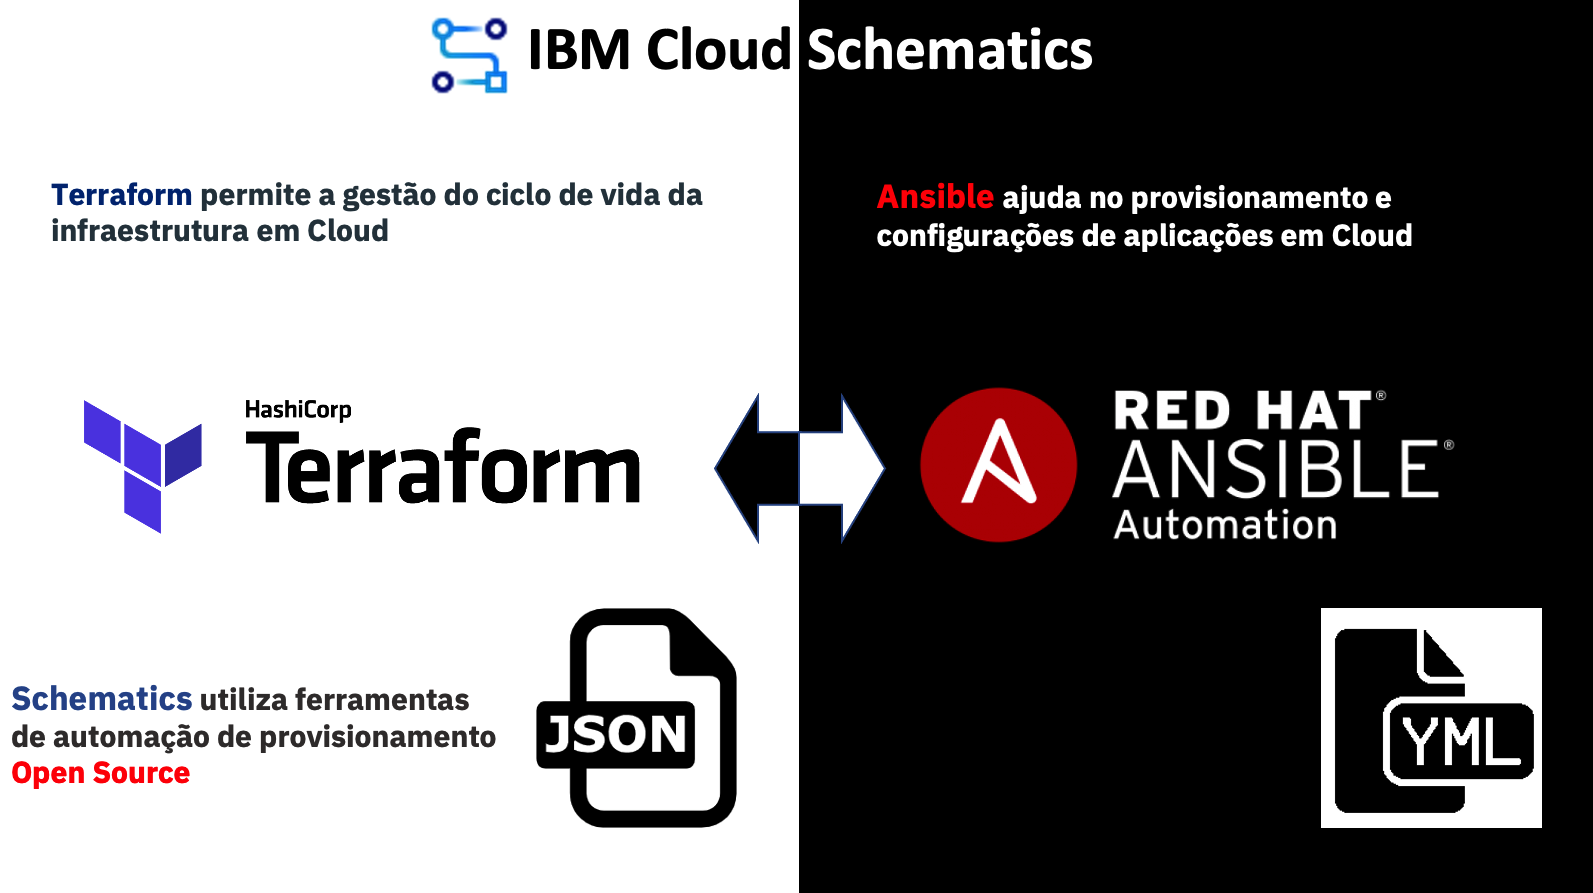 IBM Cloud Schematics
Terraform permite a gestão do ciclo de vida da
infraestrutura em Cloud
Ansible ajuda no provisionamento e
configurações de aplicações em Cloud
HashiCorp
Terraform
RED HAT®
ANSIBLE®
Automation
Schematics utiliza ferramentas
de automação de provisionamento
Open Source
JSON
YML